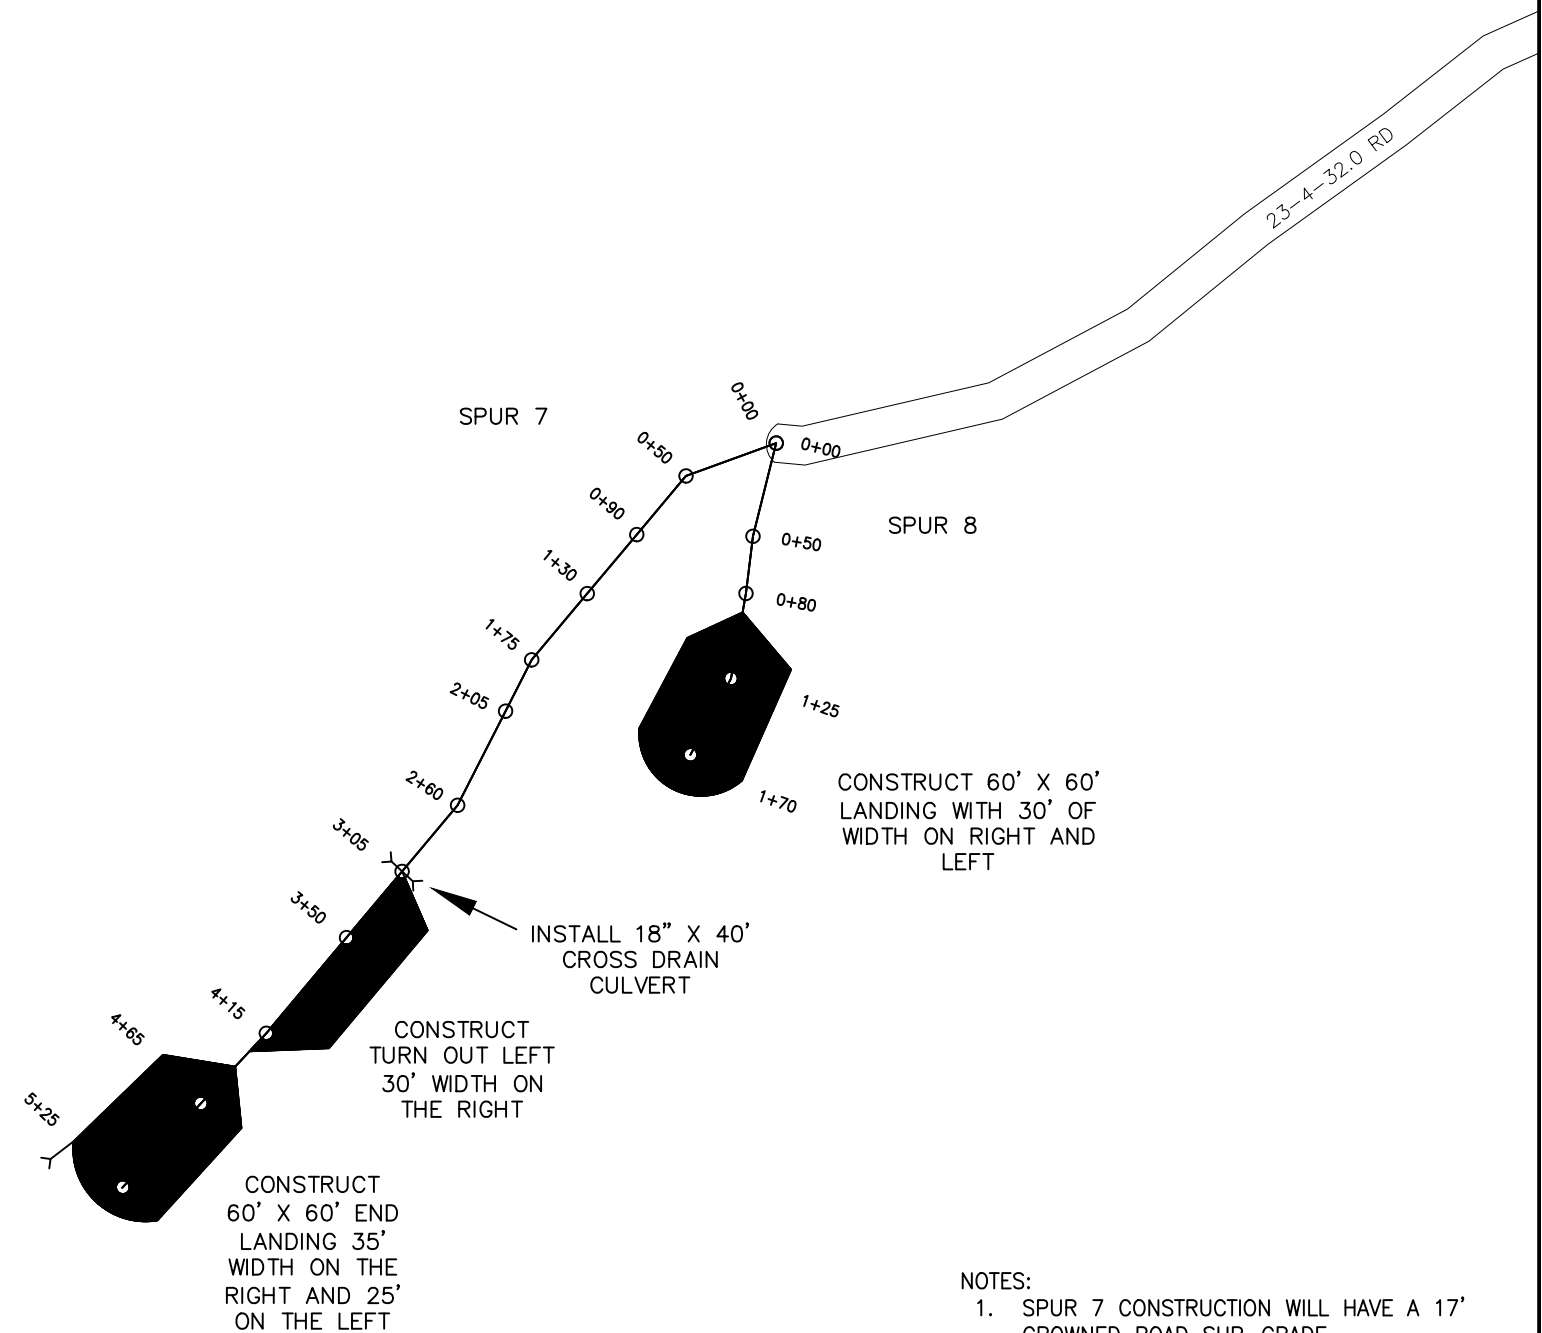 23-4-32.0 RD
0+00
SPUR 7
0+50
0+00
0+90
SPUR 8
0+50
1+30
0+80
1+75
2+05
1+25
2+60
CONSTRUCT 60' X 60'
LANDING WITH 30' OF
WIDTH ON RIGHT AND
LEFT
1+70
3+05
3+50
INSTALL 18" X 40'
CROSS DRAIN
CULVERT
4+15
4+65
CONSTRUCT
TURN OUT LEFT
30' WIDTH ON
THE RIGHT
5+25
CONSTRUCT
60' X 60' END
LANDING 35'
WIDTH ON THE
RIGHT AND 25'
ON THE LEFT
NOTES:
1. SPUR 7 CONSTRUCTION WILL HAVE A 17'
CROWNED ROAD SUB-GRADE